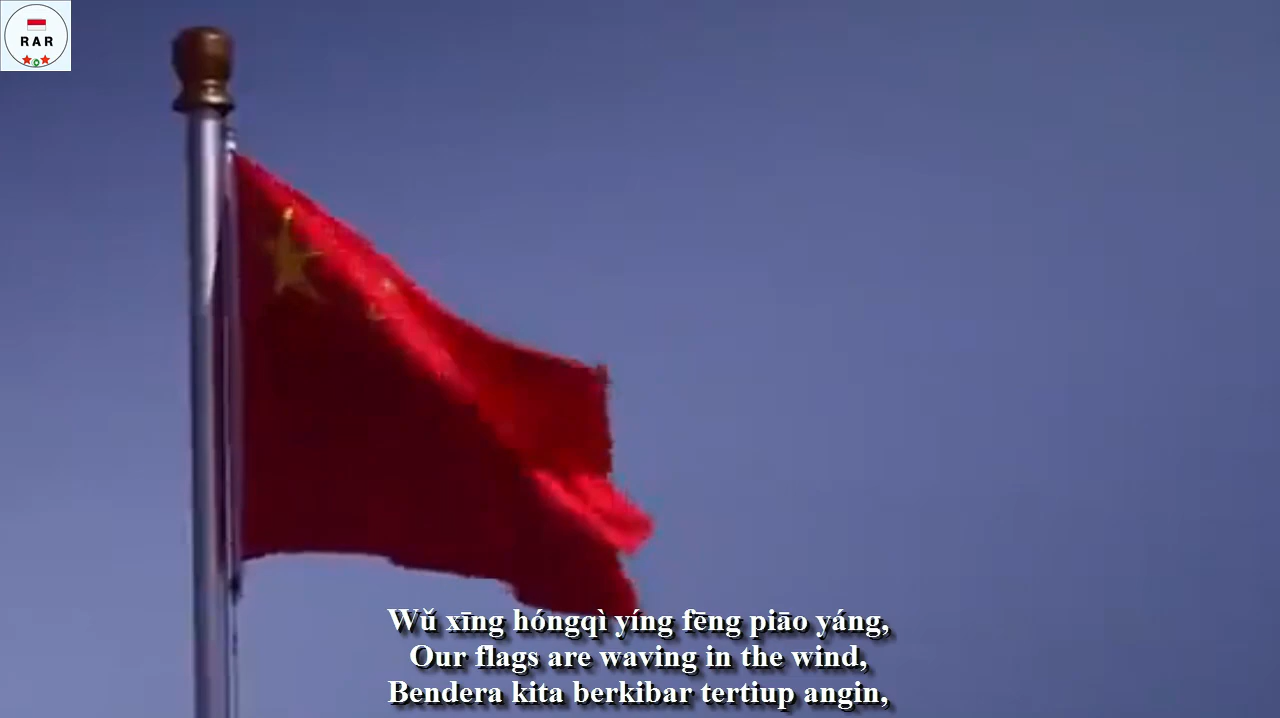 RAR
Wǔ xīng hóngqì yíng fēng piāo yáng,
Our flags are waving in the wind,
Bendera kita berkibar tertiup angin,